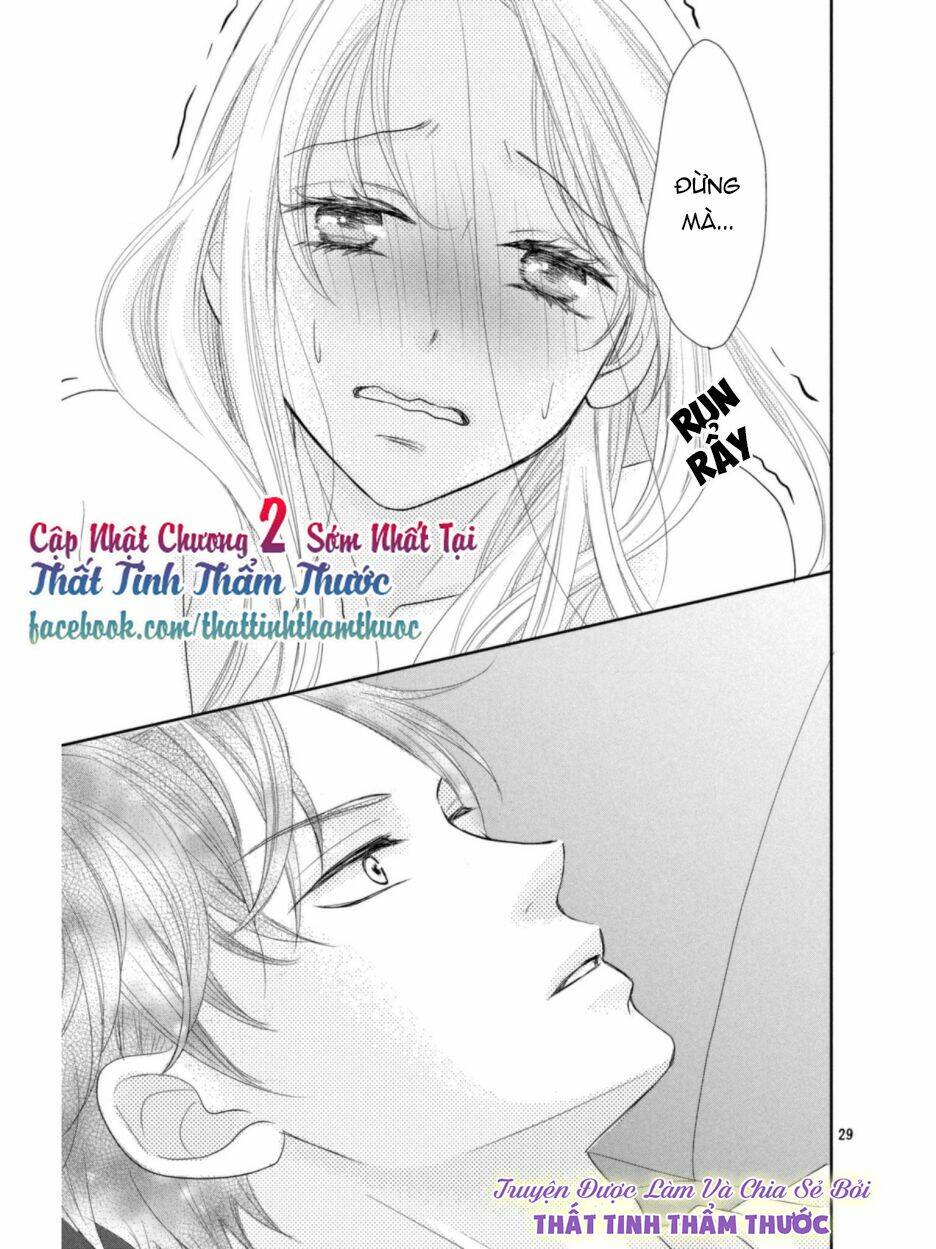 ĐỪNG
MÀ...
RUN
RẨY
Cập Nhật Chương 2 Sớm Nhất Tại
Thất Tinh Thẩm Thước
facebook.com/thattinhthamthuoc
29
Truyện Được Làm Và Chia Sẻ Bởi
THẤT TINH THẨM THƯỚC